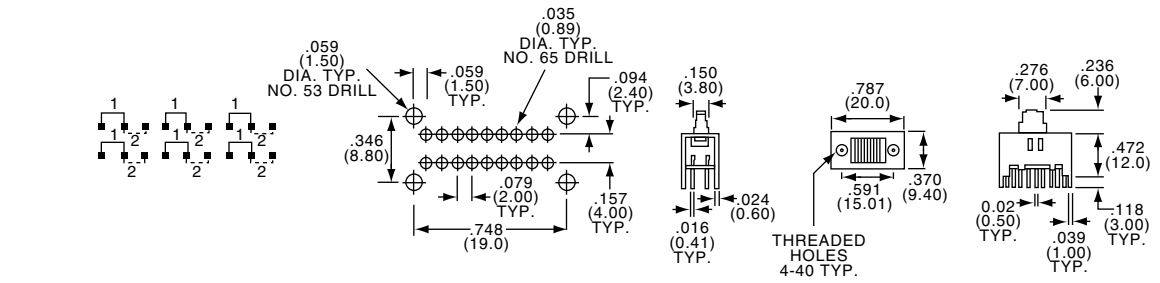 1 1 1
1 2 1 2 1 2
2 2 2
.059
(1.50)
DIA. TYP.
NO. 53 DRILL
.059
(1.50)
TYP.
.035
(0.89)
DIA. TYP.
NO. 65 DRILL
.094
(2.40)
TYP.
.346
(8.80)
.079
(2.00)
TYP.
.157
(4.00)
TYP.
.748
(19.0)
.150
(3.80)
.024
(0.60)
.016
(0.41)
TYP.
.787
(20.0)
.591
(15.01)
.370
(9.40)
THREADED
HOLES
4-40 TYP.
.276
(7.00)
.236
(6.00)
.472
(12.0)
0.02
(0.50)
TYP.
.039
(1.00)
TYP.
.118
(3.00)
TYP.